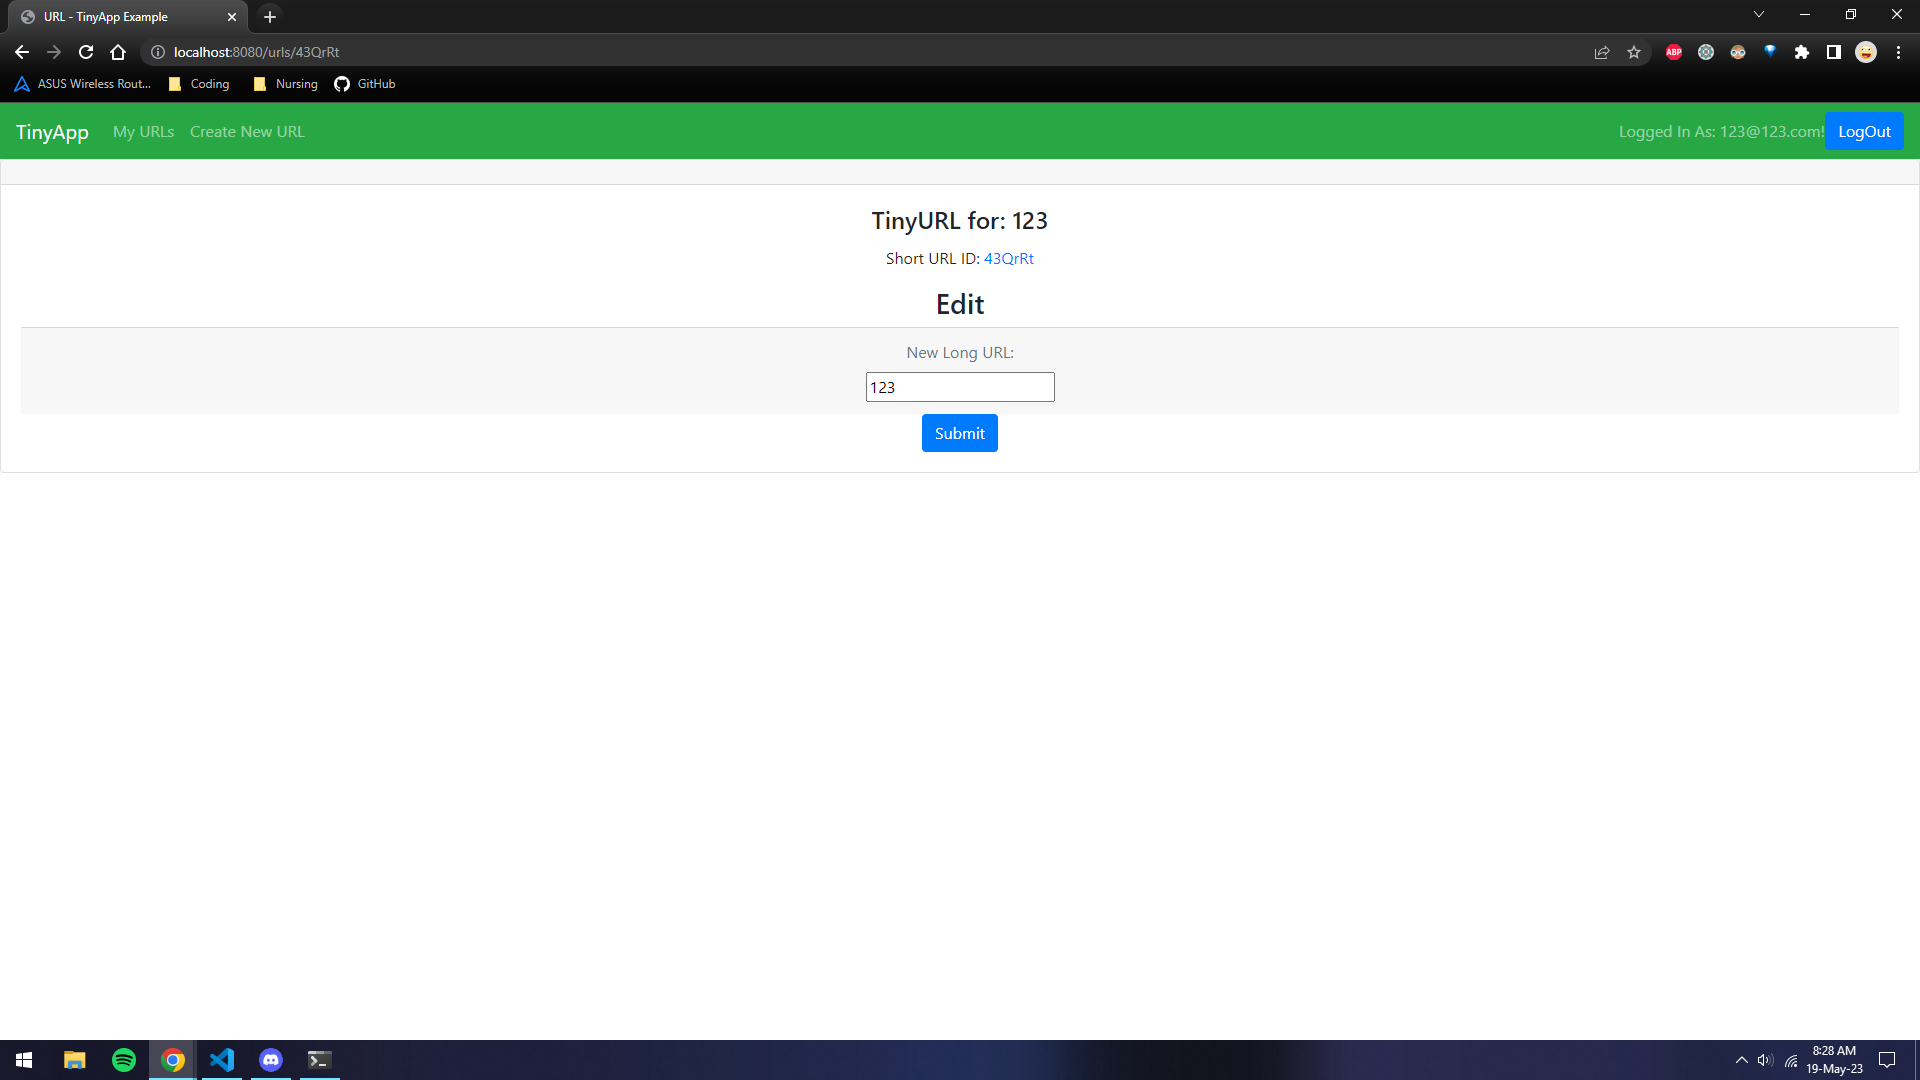 URL - TinyApp Example
localhost:8080/urls/43QrRt
ABP
ASUS Wireless Rout...
Coding
Nursing
GitHub
TinyApp My URLs Create New URL
Logged In As: 123@123.com! LogOut
TinyURL for: 123
Short URL ID: 43QrRt
Edit
New Long URL:
123
Submit
8:28 AM
19-May-23